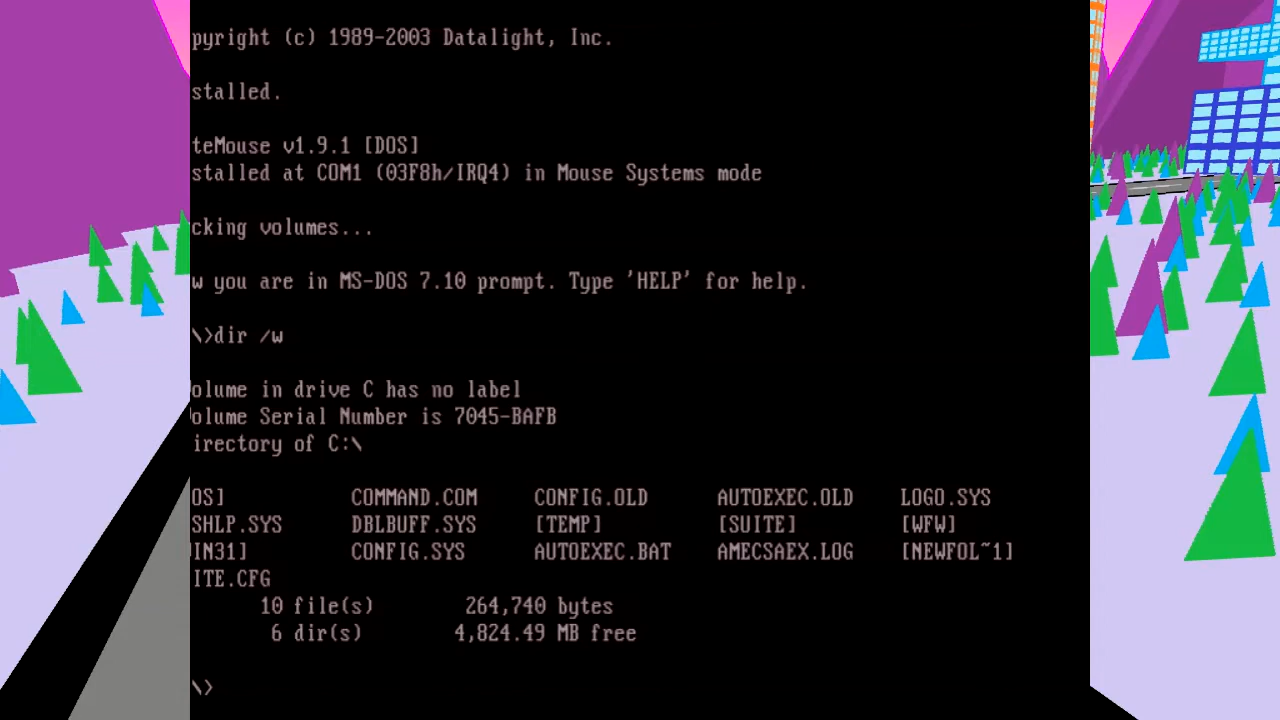 pyright (c) 1989-2003 Datalight, Inc.
stalled.
teMouse v1.9.1 [DOS]
stalled at COM1 (03F8h/IRQ4) in Mouse Systems mode
cking volumes...
w you are in MS-DOS 7.10 prompt. Type 'HELP' for help.
\>dir /w
olume in drive C has no label
olume Serial Number is 7045-BAFB
irectory of C:\
OS] COMMAND.COM CONFIG.OLD AUTOEXEC.OLD LOGO.SYS
SHLP.SYS DBLBUFF.SYS [TEMP] [SUITE] [WFW]
IN31] CONFIG.SYS AUTOEXEC.BAT AMECSAEX.LOG [NEWFOL~1]
ITE.CFG
10 file(s) 264,740 bytes
6 dir(s) 4,824.49 MB free
\>